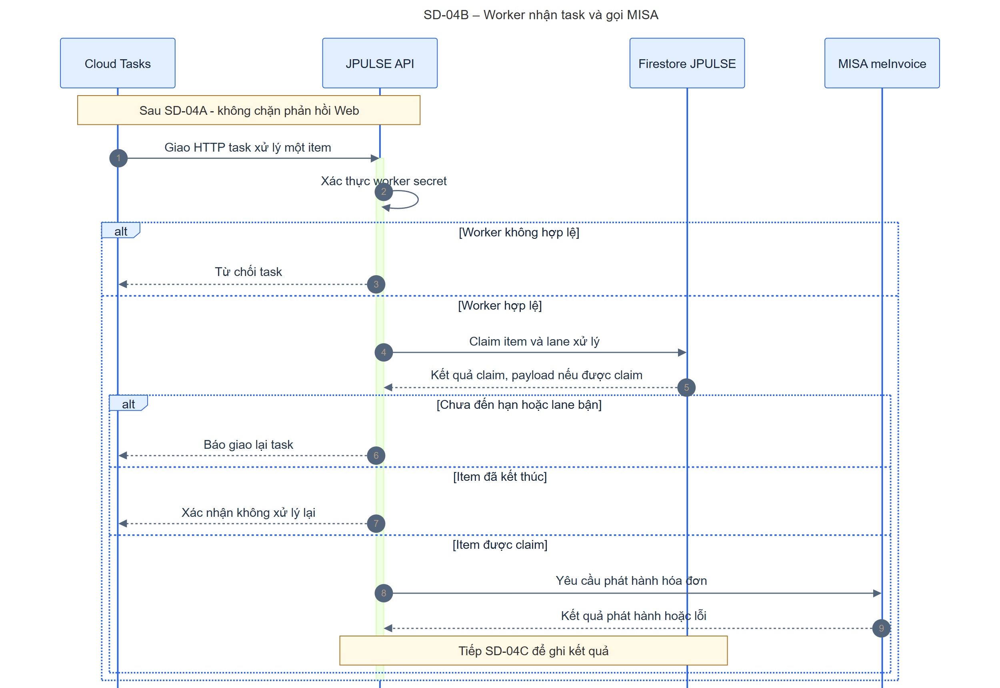 SD-04B – Worker nhận task và gọi MISA
Cloud Tasks
JPULSE API
Firestore JPULSE
MISA meInvoice
Sau SD-04A - không chặn phản hồi Web
Giao HTTP task xử lý một item
1
Xác thực worker secret
2
alt
[Worker không hợp lệ]
Từ chối task
3
[Worker hợp lệ]
Claim item và lane xử lý
4
Kết quả claim, payload nếu được claim
5
alt
[Chưa đến hạn hoặc lane bận]
Báo giao lại task
6
[Item đã kết thúc]
Xác nhận không xử lý lại
7
[Item được claim]
Yêu cầu phát hành hóa đơn
8
Kết quả phát hành hoặc lỗi
9
Tiếp SD-04C để ghi kết quả